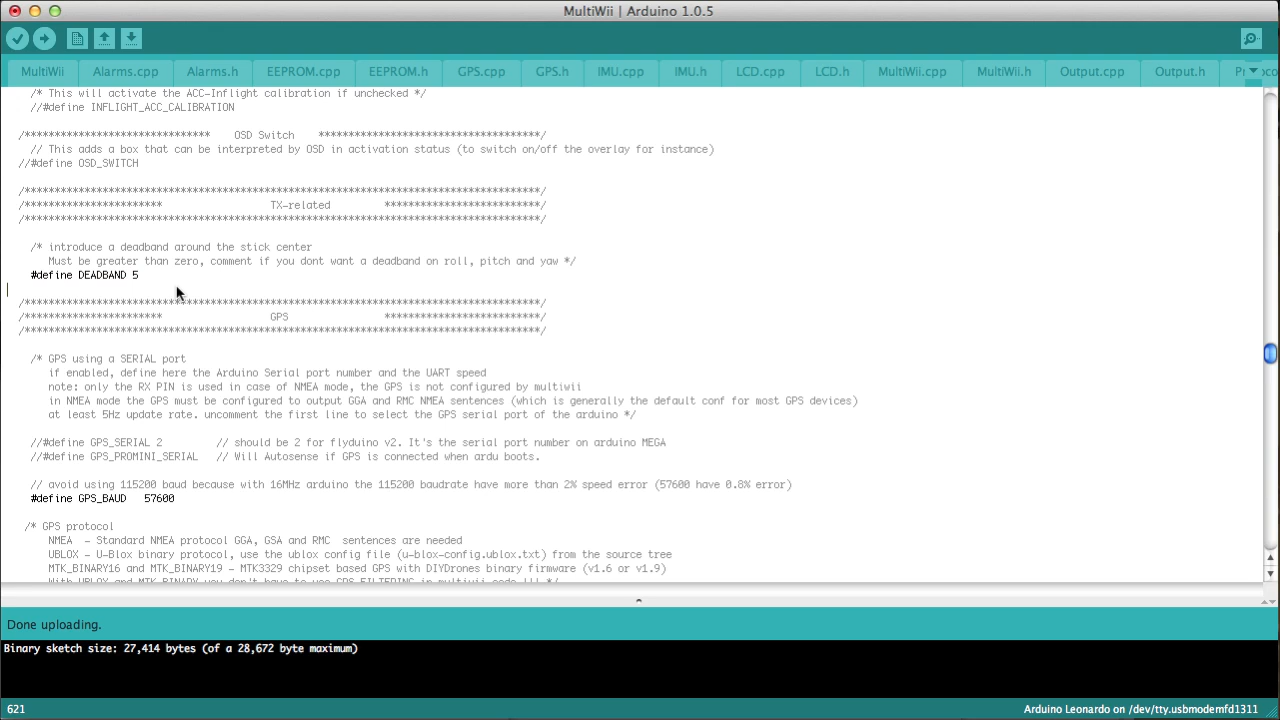 MultiWii | Arduino 1.0.5
MultiWii Alarms.cpp Alarms.h EEPROM.cpp EEPROM.h GPS.cpp GPS.h IMU.cpp IMU.h LCD.cpp LCD.h MultiWii.cpp MultiWii.h Output.cpp Output.h
/* This will activate the ACC-Inflight calibration if unchecked */
//#define INFLIGHT_ACC_CALIBRATION
/******************************* OSD Switch *************************************/
// This adds a box that can be interpreted by OSD in activation status (to switch on/off the overlay for instance)
//#define OSD_SWITCH
/**************************************************************************************/
/*********************** TX-related **************************/
/**************************************************************************************/
/* introduce a deadband around the stick center
Must be greater than zero, comment if you dont want a deadband on roll, pitch and yaw */
#define DEADBAND 5
/**************************************************************************************/
/*********************** GPS **************************/
/**************************************************************************************/
/* GPS using a SERIAL port
if enabled, define here the Arduino Serial port number and the UART speed
note: only the RX PIN is used in case of NMEA mode, the GPS is not configured by multiwii
in NMEA mode the GPS must be configured to output GGA and RMC NMEA sentences (which is generally the default conf for most GPS devices)
at least 5Hz update rate. uncomment the first line to select the GPS serial port of the arduino */
//#define GPS_SERIAL 2 // should be 2 for flyduino v2. It's the serial port number on arduino MEGA
//#define GPS_PROMINI_SERIAL // Will Autosense if GPS is connected when ardu boots.
// avoid using 115200 baud because with 16MHz arduino the 115200 baudrate have more than 2% speed error (57600 have 0.8% error)
#define GPS_BAUD 57600
/* GPS protocol
NMEA - Standard NMEA protocol GGA, GSA and RMC sentences are needed
UBLOX - U-Blox binary protocol, use the ublox config file (u-blox-config.ublox.txt) from the source tree
MTK_BINARY16 and MTK_BINARY19 - MTK3329 chipset based GPS with DIYDrones binary firmware (v1.6 or v1.9)
With UBLOX and MTK_BINARY you don't have to use GPS_FILTERING in multiwii code !!! */
Done uploading.
Binary sketch size: 27,414 bytes (of a 28,672 byte maximum)
621 Arduino Leonardo on /dev/tty.usbmodemfd1311